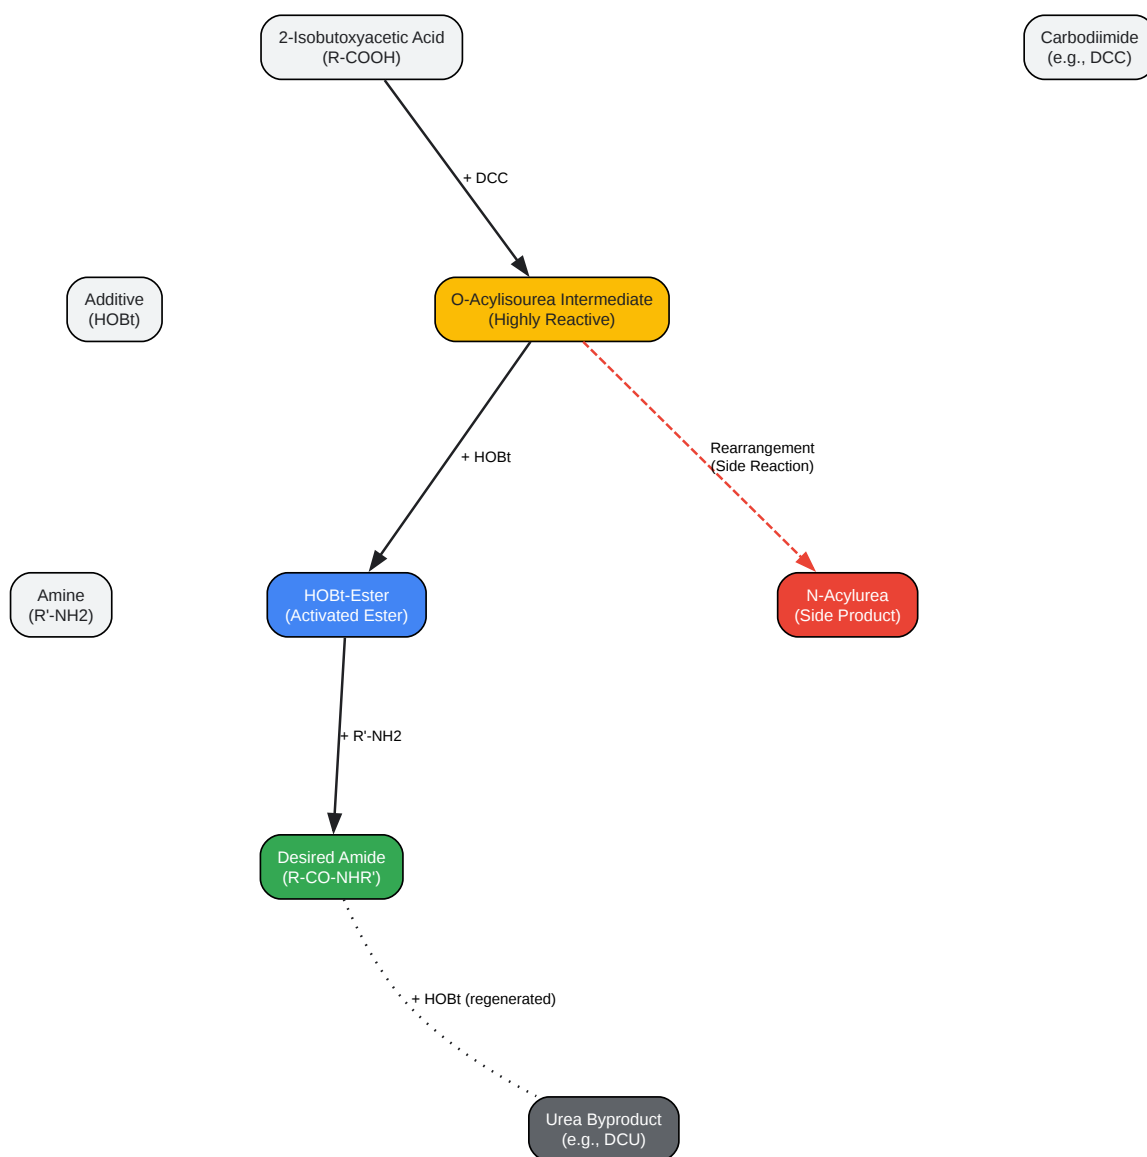 2-Isobutoxyacetic Acid
(R-COOH)
Carbodiimide
(e.g., DCC)
+ DCC
Additive
(HOBt)
O-Acylisourea Intermediate
(Highly Reactive)
+ HOBt
Rearrangement
(Side Reaction)
Amine
(R'-NH2)
HOBt-Ester
(Activated Ester)
N-Acylurea
(Side Product)
+ R'-NH2
Desired Amide
(R-CO-NHR')
+ HOBt (regenerated)
Urea Byproduct
(e.g., DCU)